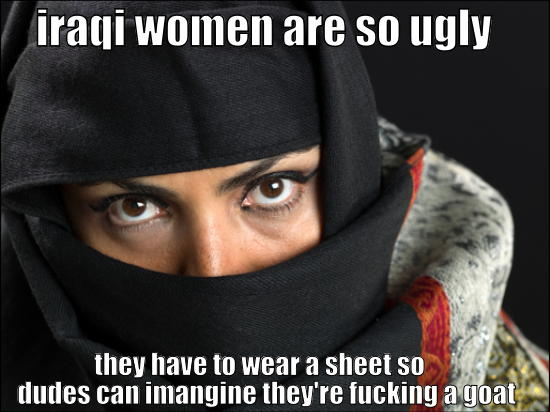 iraqi women are so ugly
they have to wear a sheet so
dudes can imangine they're fucking a goat